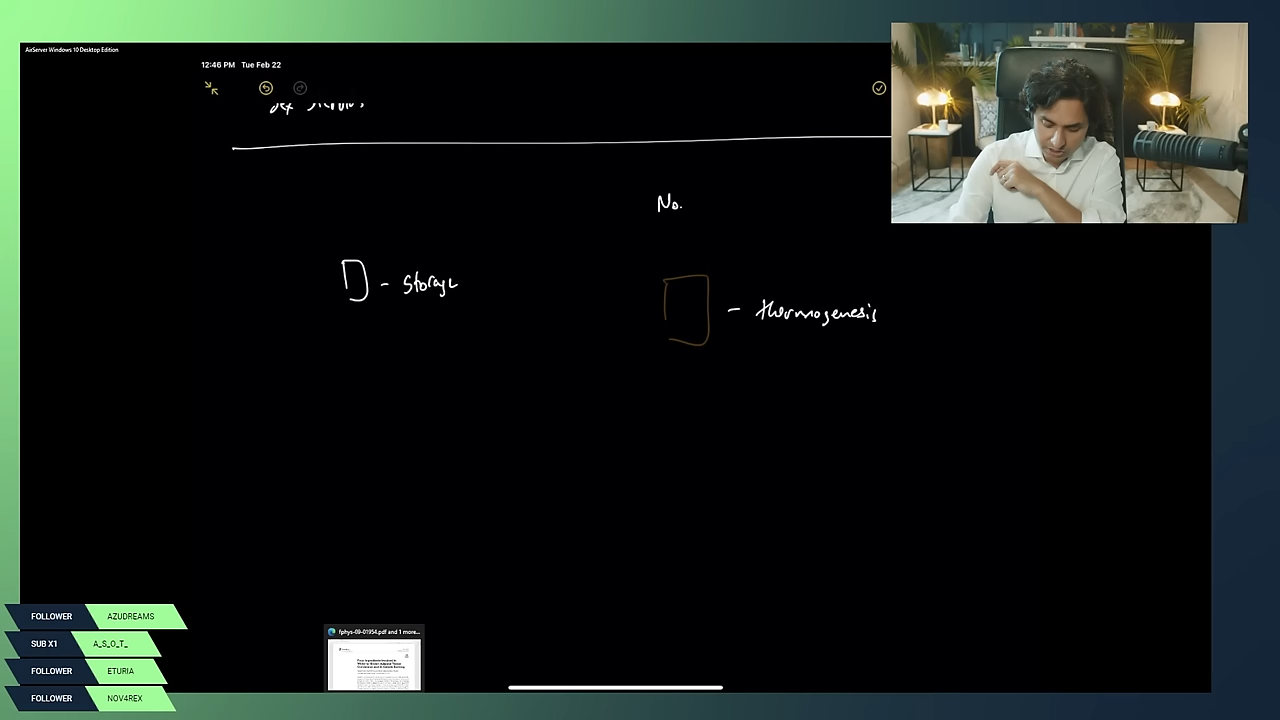 AirServer Windows 10 Desktop Edition
12:46 PM Tue Feb 22
No.
- Storage
- thermogenesis
fphys-09-01954.pdf and 1 more...
FOLLOWER AZUDREAMS
SUB X1 A_S_O_T_
FOLLOWER ETURIA
FOLLOWER NOV4REX